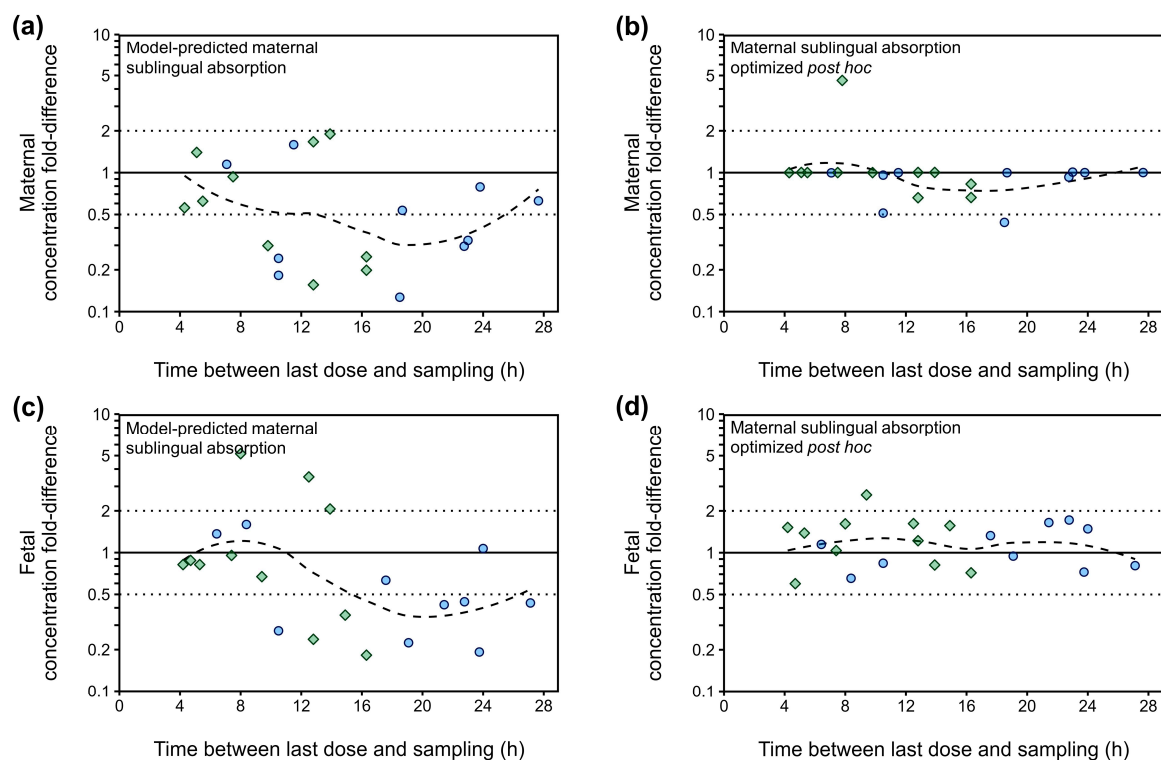 (a)
Model-predicted maternal
sublingual absorption
Maternal
concentration fold-difference
10
5
2
1
0.5
0.2
0.1
0 4 8 12 16 20 24 28
Time between last dose and sampling (h)
(b)
Maternal sublingual absorption
optimized post hoc
Maternal
concentration fold-difference
10
5
2
1
0.5
0.2
0.1
0 4 8 12 16 20 24 28
Time between last dose and sampling (h)
(c)
Model-predicted maternal
sublingual absorption
Fetal
concentration fold-difference
10
5
2
1
0.5
0.2
0.1
0 4 8 12 16 20 24 28
Time between last dose and sampling (h)
(d)
Maternal sublingual absorption
optimized post hoc
Fetal
concentration fold-difference
10
5
2
1
0.5
0.2
0.1
0 4 8 12 16 20 24 28
Time between last dose and sampling (h)